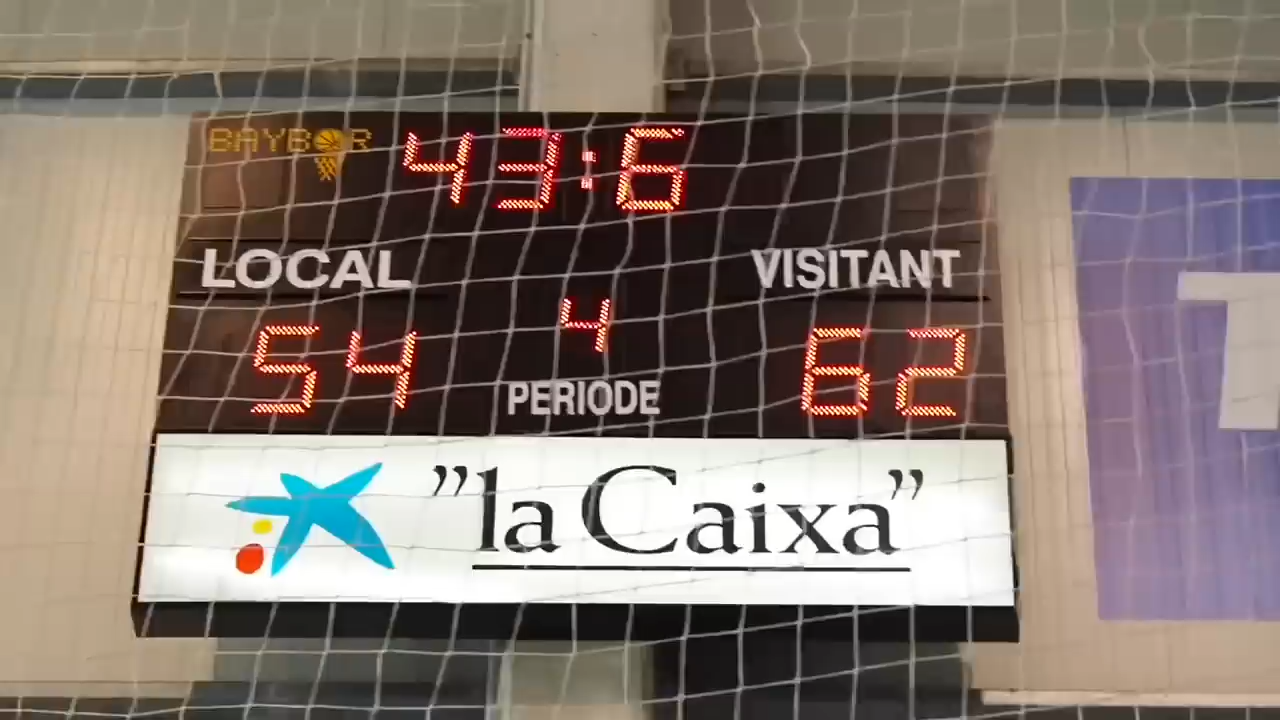 BAYBOR
43:6
LOCAL
VISITANT
4
54
62
PERIODE
"la Caixa"
T